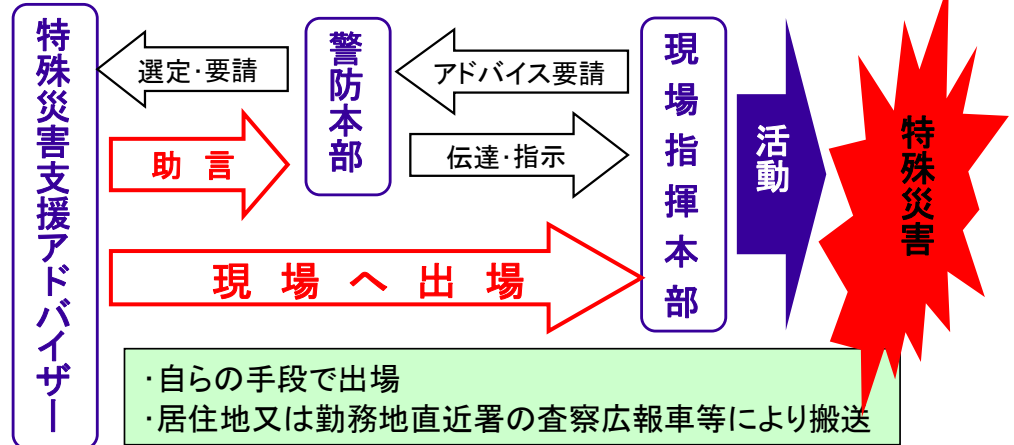 特殊災害支援アドバイザー
選定・要請
警防本部
アドバイス要請
現場指揮本部
活動
特殊災害
助言
伝達・指示
現場へ出場
・自らの手段で出場
・居住地又は勤務地直近署の査察広報車等により搬送